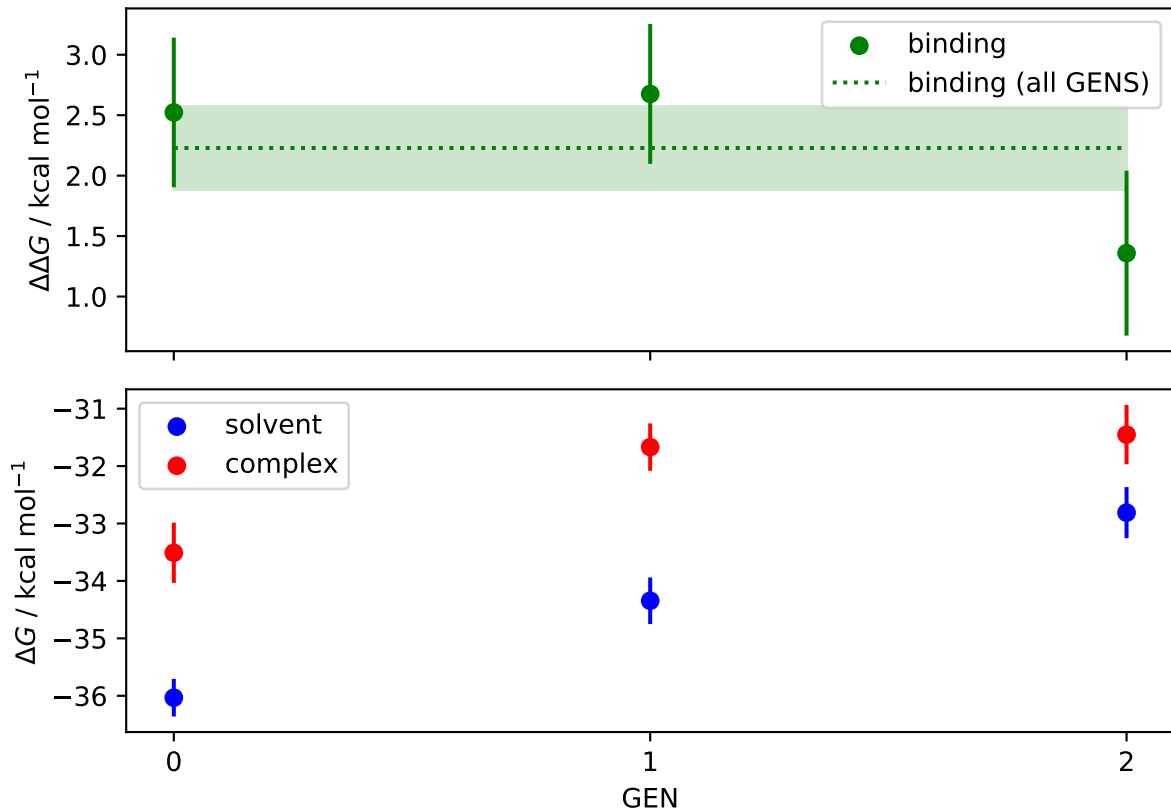 3.0
2.5
2.0
1.5
1.0
ΔΔG / kcal mol⁻¹
binding
binding (all GENS)
−31
−32
−33
−34
−35
−36
ΔG / kcal mol⁻¹
solvent
complex
0 1 2
GEN